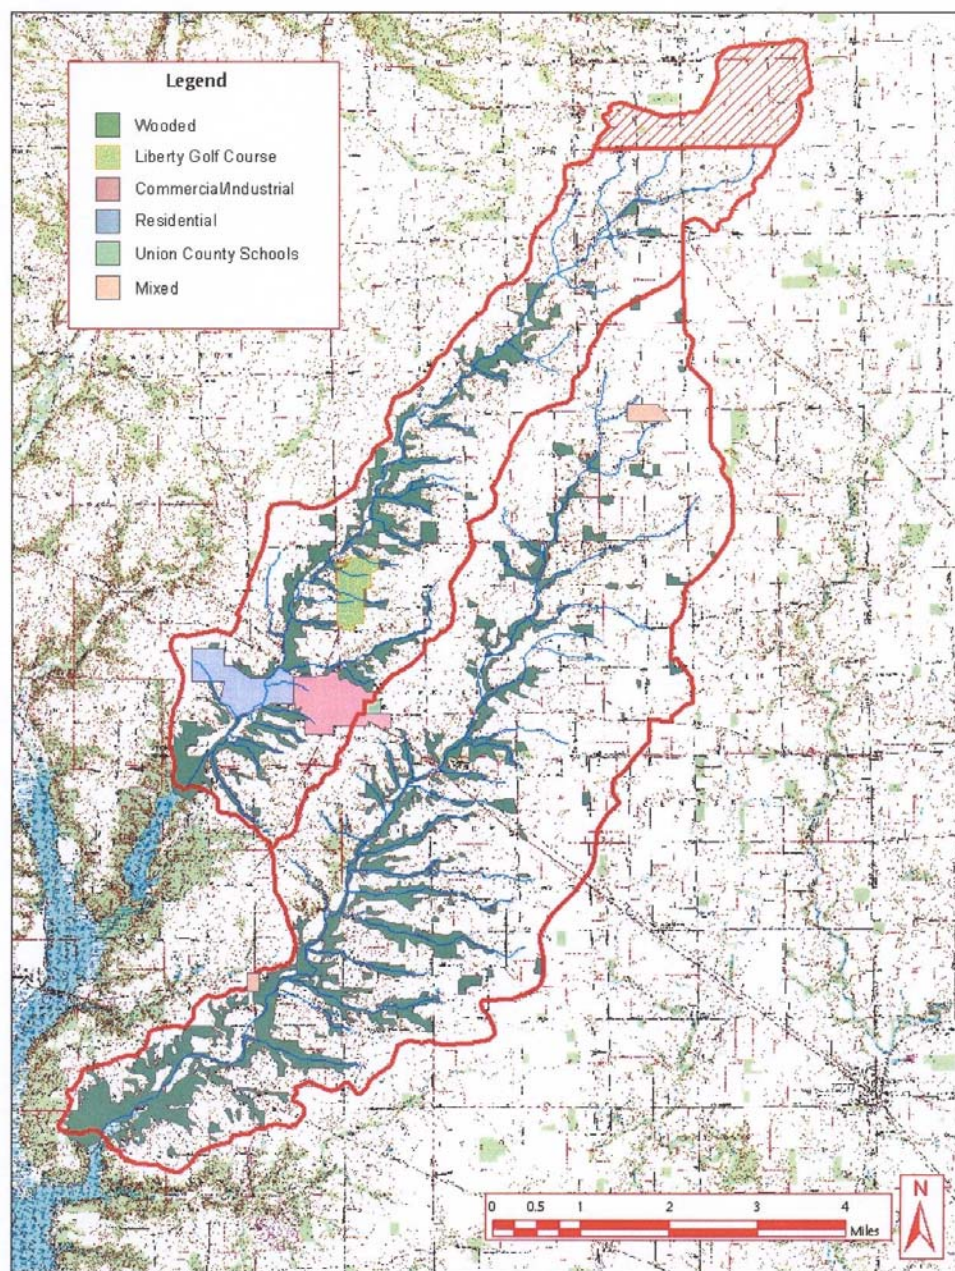 Legend
Wooded
Liberty Golf Course
Commercial/Industrial
Residential
Union County Schools
Mixed
0 0.5 1 2 3 4
Miles
N